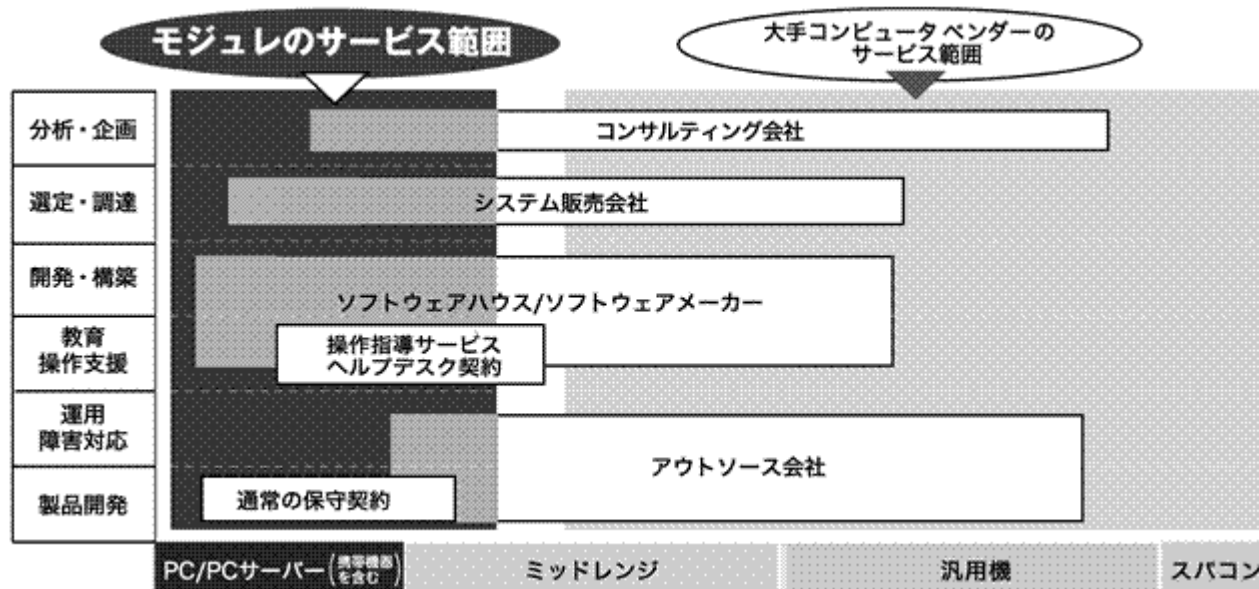 モジュレのサービス範囲
大手コンピュータ ベンダーの
サービス範囲
分析・企画
コンサルティング会社
選定・調達
システム販売会社
開発・構築
ソフトウェアハウス/ソフトウェアメーカー
教育
操作支援
操作指導サービス
ヘルプデスク契約
運用
障害対応
アウトソース会社
製品開発
通常の保守契約
PC/PCサーバー(携帯機器
を含む)
ミッドレンジ
汎用機
スパコン